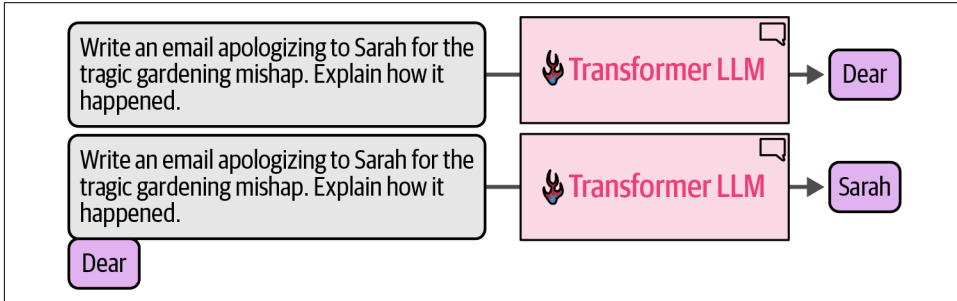 Write an email apologizing to Sarah for the
tragic gardening mishap. Explain how it
happened.
Transformer LLM
Dear
Write an email apologizing to Sarah for the
tragic gardening mishap. Explain how it
happened.
Transformer LLM
Sarah
Dear